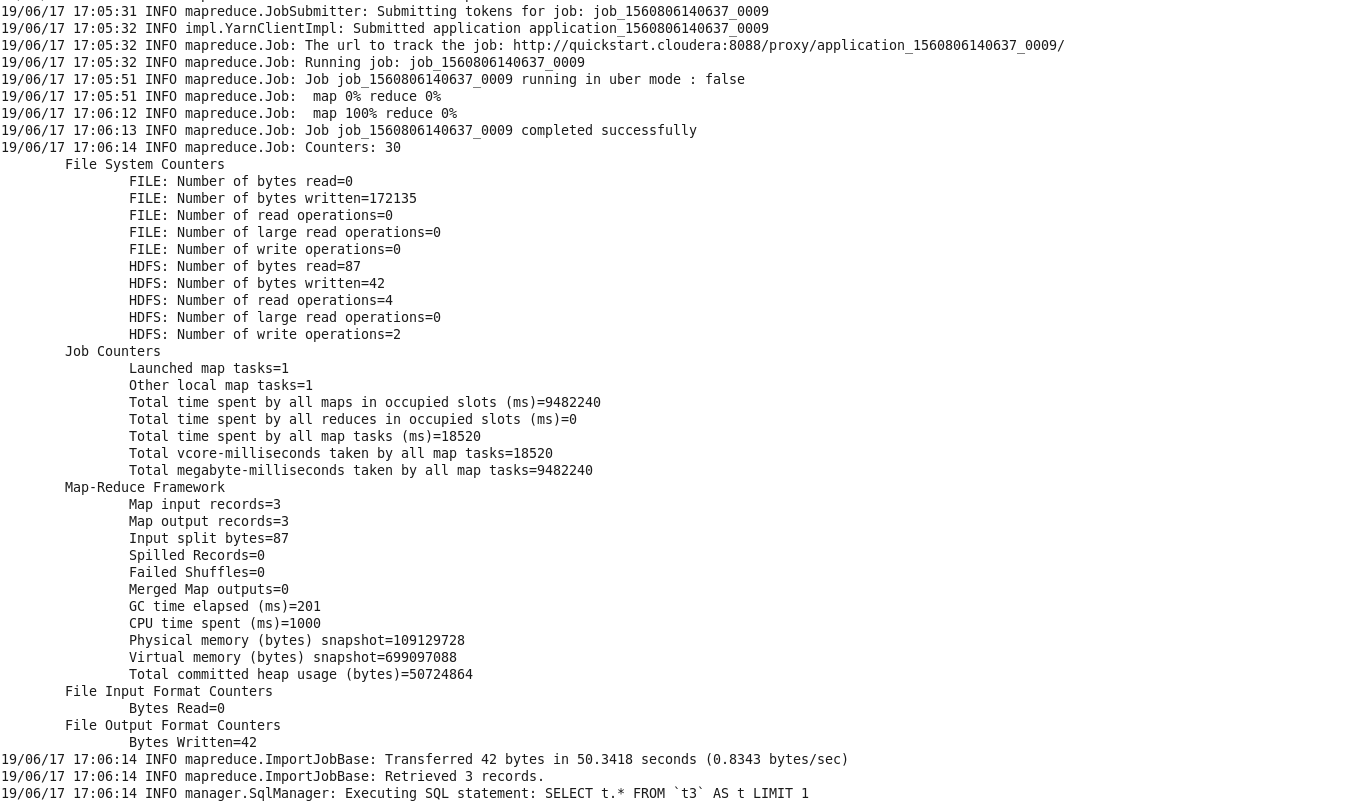 19/06/17 17:05:31 INFO mapreduce.JobSubmitter: Submitting tokens for job: job_1560806140637_0009
19/06/17 17:05:32 INFO impl.YarnClientImpl: Submitted application application_1560806140637_0009
19/06/17 17:05:32 INFO mapreduce.Job: The url to track the job: http://quickstart.cloudera:8088/proxy/application_1560806140637_0009/
19/06/17 17:05:32 INFO mapreduce.Job: Running job: job_1560806140637_0009
19/06/17 17:05:51 INFO mapreduce.Job: Job job_1560806140637_0009 running in uber mode : false
19/06/17 17:05:51 INFO mapreduce.Job:  map 0% reduce 0%
19/06/17 17:06:12 INFO mapreduce.Job:  map 100% reduce 0%
19/06/17 17:06:13 INFO mapreduce.Job: Job job_1560806140637_0009 completed successfully
19/06/17 17:06:14 INFO mapreduce.Job: Counters: 30
File System Counters
FILE: Number of bytes read=0
FILE: Number of bytes written=172135
FILE: Number of read operations=0
FILE: Number of large read operations=0
FILE: Number of write operations=0
HDFS: Number of bytes read=87
HDFS: Number of bytes written=42
HDFS: Number of read operations=4
HDFS: Number of large read operations=0
HDFS: Number of write operations=2
Job Counters
Launched map tasks=1
Other local map tasks=1
Total time spent by all maps in occupied slots (ms)=9482240
Total time spent by all reduces in occupied slots (ms)=0
Total time spent by all map tasks (ms)=18520
Total vcore-milliseconds taken by all map tasks=18520
Total megabyte-milliseconds taken by all map tasks=9482240
Map-Reduce Framework
Map input records=3
Map output records=3
Input split bytes=87
Spilled Records=0
Failed Shuffles=0
Merged Map outputs=0
GC time elapsed (ms)=201
CPU time spent (ms)=1000
Physical memory (bytes) snapshot=109129728
Virtual memory (bytes) snapshot=699097088
Total committed heap usage (bytes)=50724864
File Input Format Counters
Bytes Read=0
File Output Format Counters
Bytes Written=42
19/06/17 17:06:14 INFO mapreduce.ImportJobBase: Transferred 42 bytes in 50.3418 seconds (0.8343 bytes/sec)
19/06/17 17:06:14 INFO mapreduce.ImportJobBase: Retrieved 3 records.
19/06/17 17:06:14 INFO manager.SqlManager: Executing SQL statement: SELECT t.* FROM `t3` AS t LIMIT 1